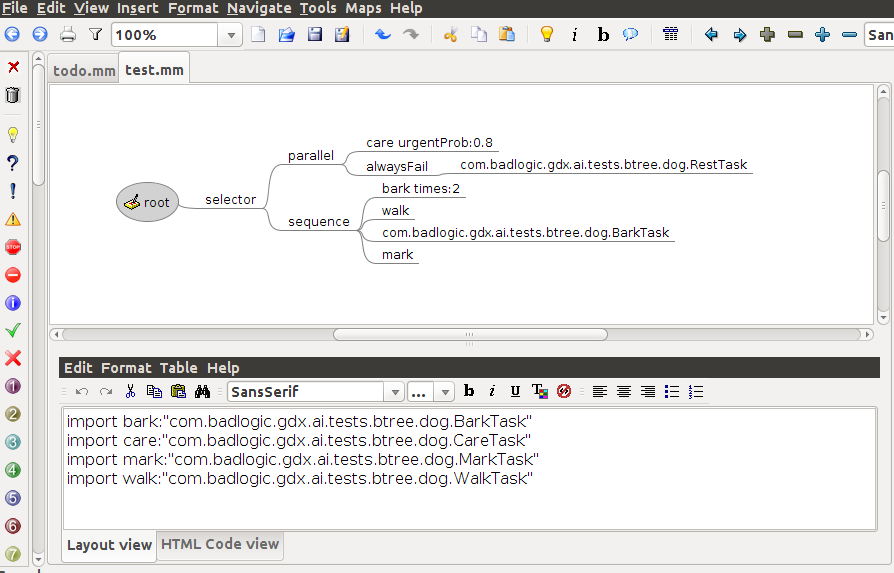 File Edit View Insert Format Navigate Tools Maps Help
100%
San
todo.mm test.mm
care urgentProb:0.8
parallel
alwaysFail com.badlogic.gdx.ai.tests.btree.dog.RestTask
bark times:2
root selector
walk
sequence
com.badlogic.gdx.ai.tests.btree.dog.BarkTask
mark
STOP
1
2
3
4
5
6
7
Edit Format Table Help
SansSerif ...
import bark:"com.badlogic.gdx.ai.tests.btree.dog.BarkTask"
import care:"com.badlogic.gdx.ai.tests.btree.dog.CareTask"
import mark:"com.badlogic.gdx.ai.tests.btree.dog.MarkTask"
import walk:"com.badlogic.gdx.ai.tests.btree.dog.WalkTask"
Layout view HTML Code view